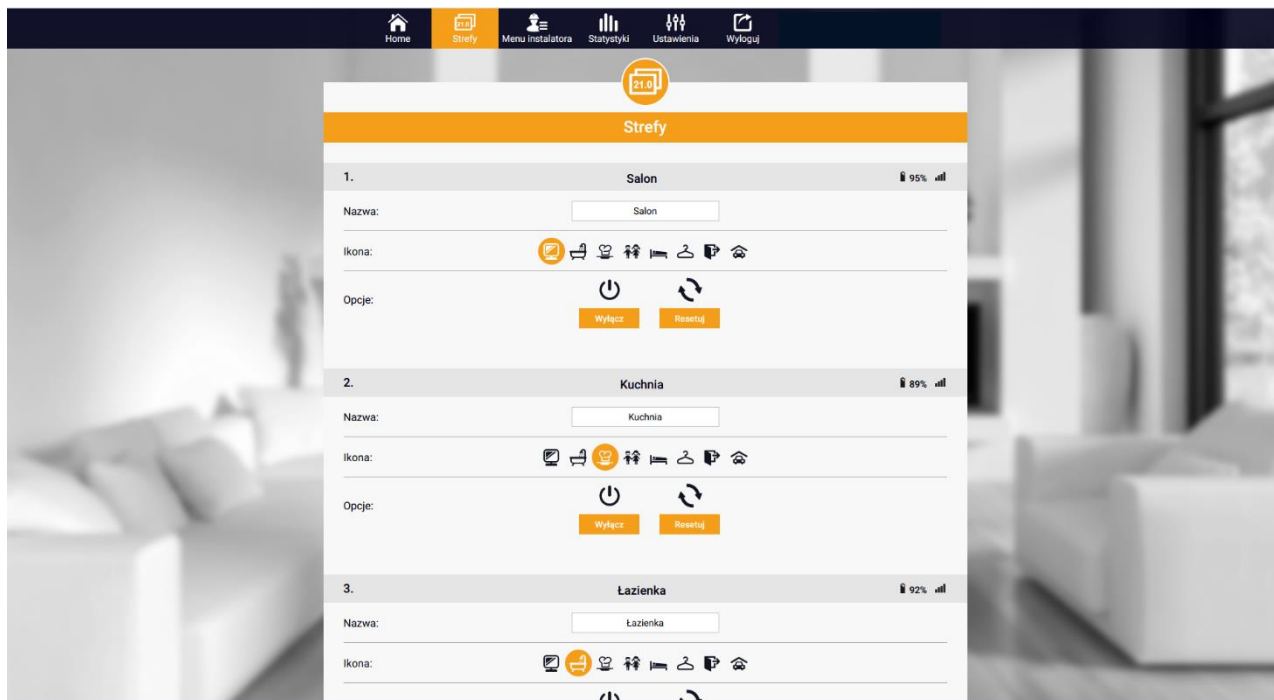 Home Strefy Menu instalatora Statystyki Ustawienia Wyloguj
21.0
Strefy
1. Salon 95%
Nazwa: Salon
Ikona:
Opcje:
Wyłącz Resetuj
2. Kuchnia 89%
Nazwa: Kuchnia
Ikona:
Opcje:
Wyłącz Resetuj
3. Łazienka 92%
Nazwa: Łazienka
Ikona: